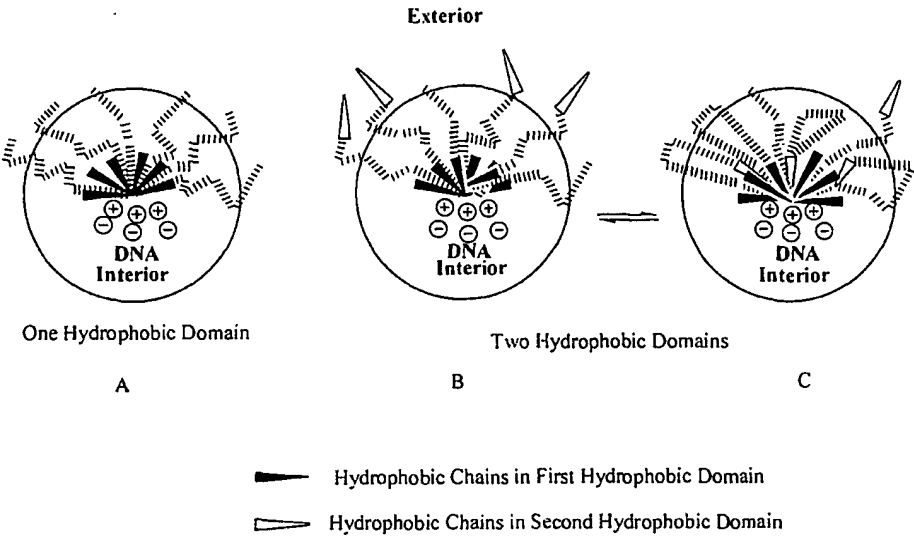 Exterior
DNA
Interior
DNA
Interior
DNA
Interior
One Hydrophobic Domain
Two Hydrophobic Domains
A
B
C
Hydrophobic Chains in First Hydrophobic Domain
Hydrophobic Chains in Second Hydrophobic Domain